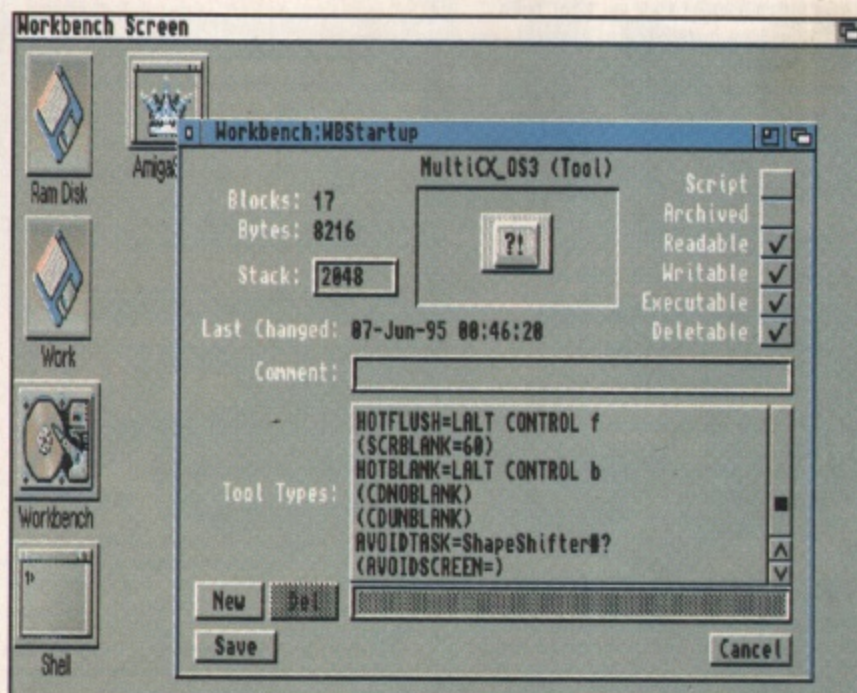 Workbench Screen
Ram Disk
Work
Workbench
1>
Shell
Workbench:WBStartup
MultiCX_OS3 (Tool)
Blocks: 17
Bytes: 8216
Stack: 2048
?!
Script
Archived
Readable
Writable
Executable
Deletable
Last Changed: 07-Jun-95 00:46:20
Comment:
Tool Types:
HOTFLUSH=LALT CONTROL f
(SCRBLANK=60)
HOTBLANK=LALT CONTROL b
(CDNOBLANK)
(CDUNBLANK)
AVOIDTASK=ShapeShifter#?
(AVOIDSCREEN=)
New
Del
Save
Cancel